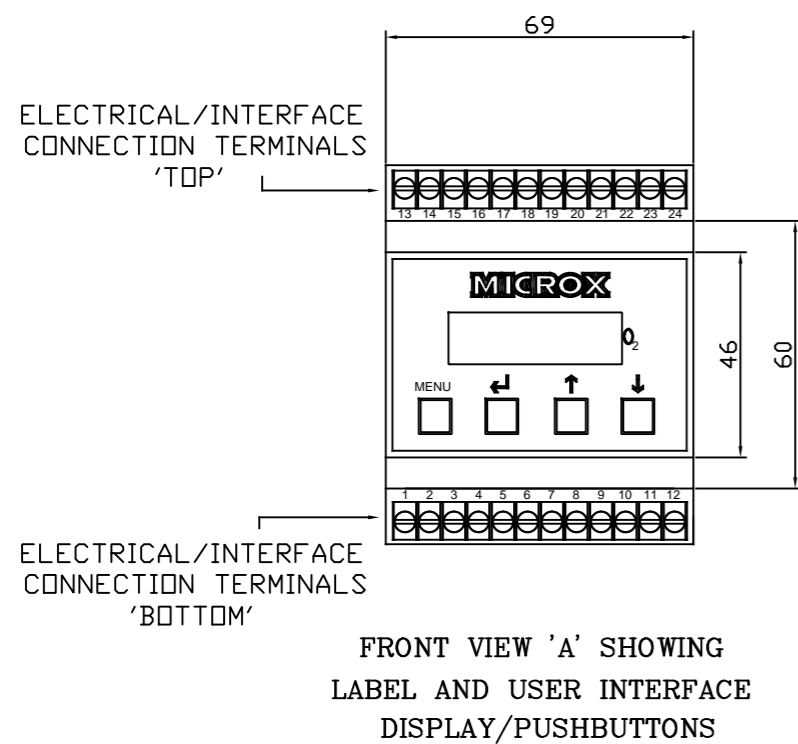 69
ELECTRICAL/INTERFACE
CONNECTION TERMINALS
'TOP'
13 14 15 16 17 18 19 20 21 22 23 24
MICROX
O2
46
60
MENU
1 2 3 4 5 6 7 8 9 10 11 12
ELECTRICAL/INTERFACE
CONNECTION TERMINALS
'BOTTOM'
FRONT VIEW 'A' SHOWING
LABEL AND USER INTERFACE
DISPLAY/PUSHBUTTONS